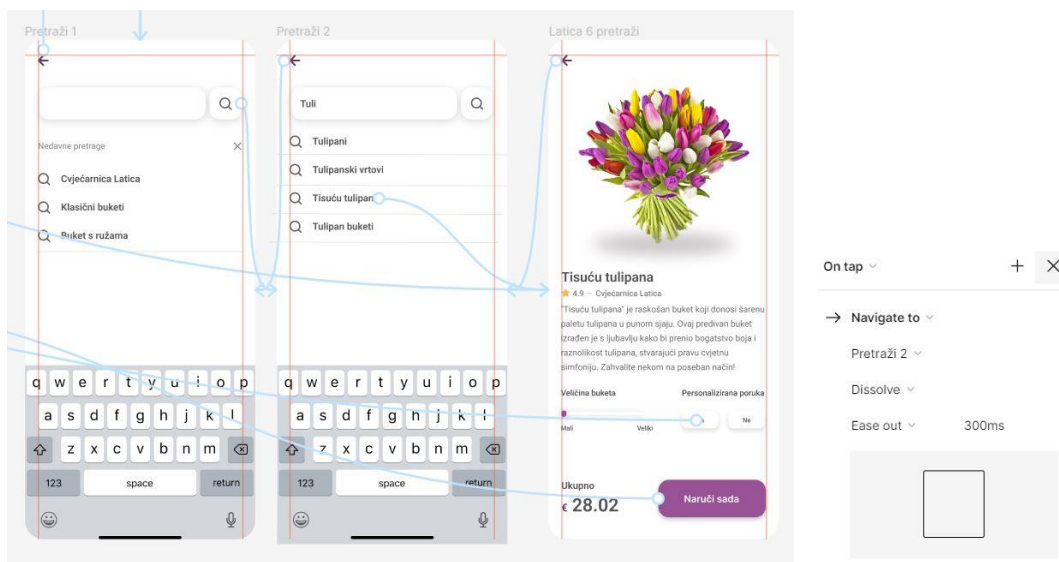 Pretraži 1
Pretraži 2
Latica 6 pretraži
Tuli
Nedavne pretrage
Cvjećarnica Latica
Klasični buketi
Buket s ružama
Tulipani
Tulipanski vrtovi
Tisuću tulipan
Tulipan buketi
q w e r t y u i o p
a s d f g h j k l
z x c v b n m
123 space return
q w e r t y u i o p
a s d f g h j k l
z x c v b n m
123 space return
Tisuću tulipana
4.9 — Cvjećarnica Latica
"Tisuću tulipana" je raskošan buket koji donosi šarenu
paletu tulipana u punom sjaju. Ovaj predivan buket
izrađen je s ljubavlju kako bi prenio bogatstvo boja i
raznolikost tulipana, stvarajući pravu cvjetnu
simfoniju. Zahvalite nekom na poseban način!
Veličina buketa Personalizirana poruka
Mali Veliki Ne
Ukupno
€ 28.02 Naruči sada
On tap
Navigate to
Pretraži 2
Dissolve
Ease out 300ms